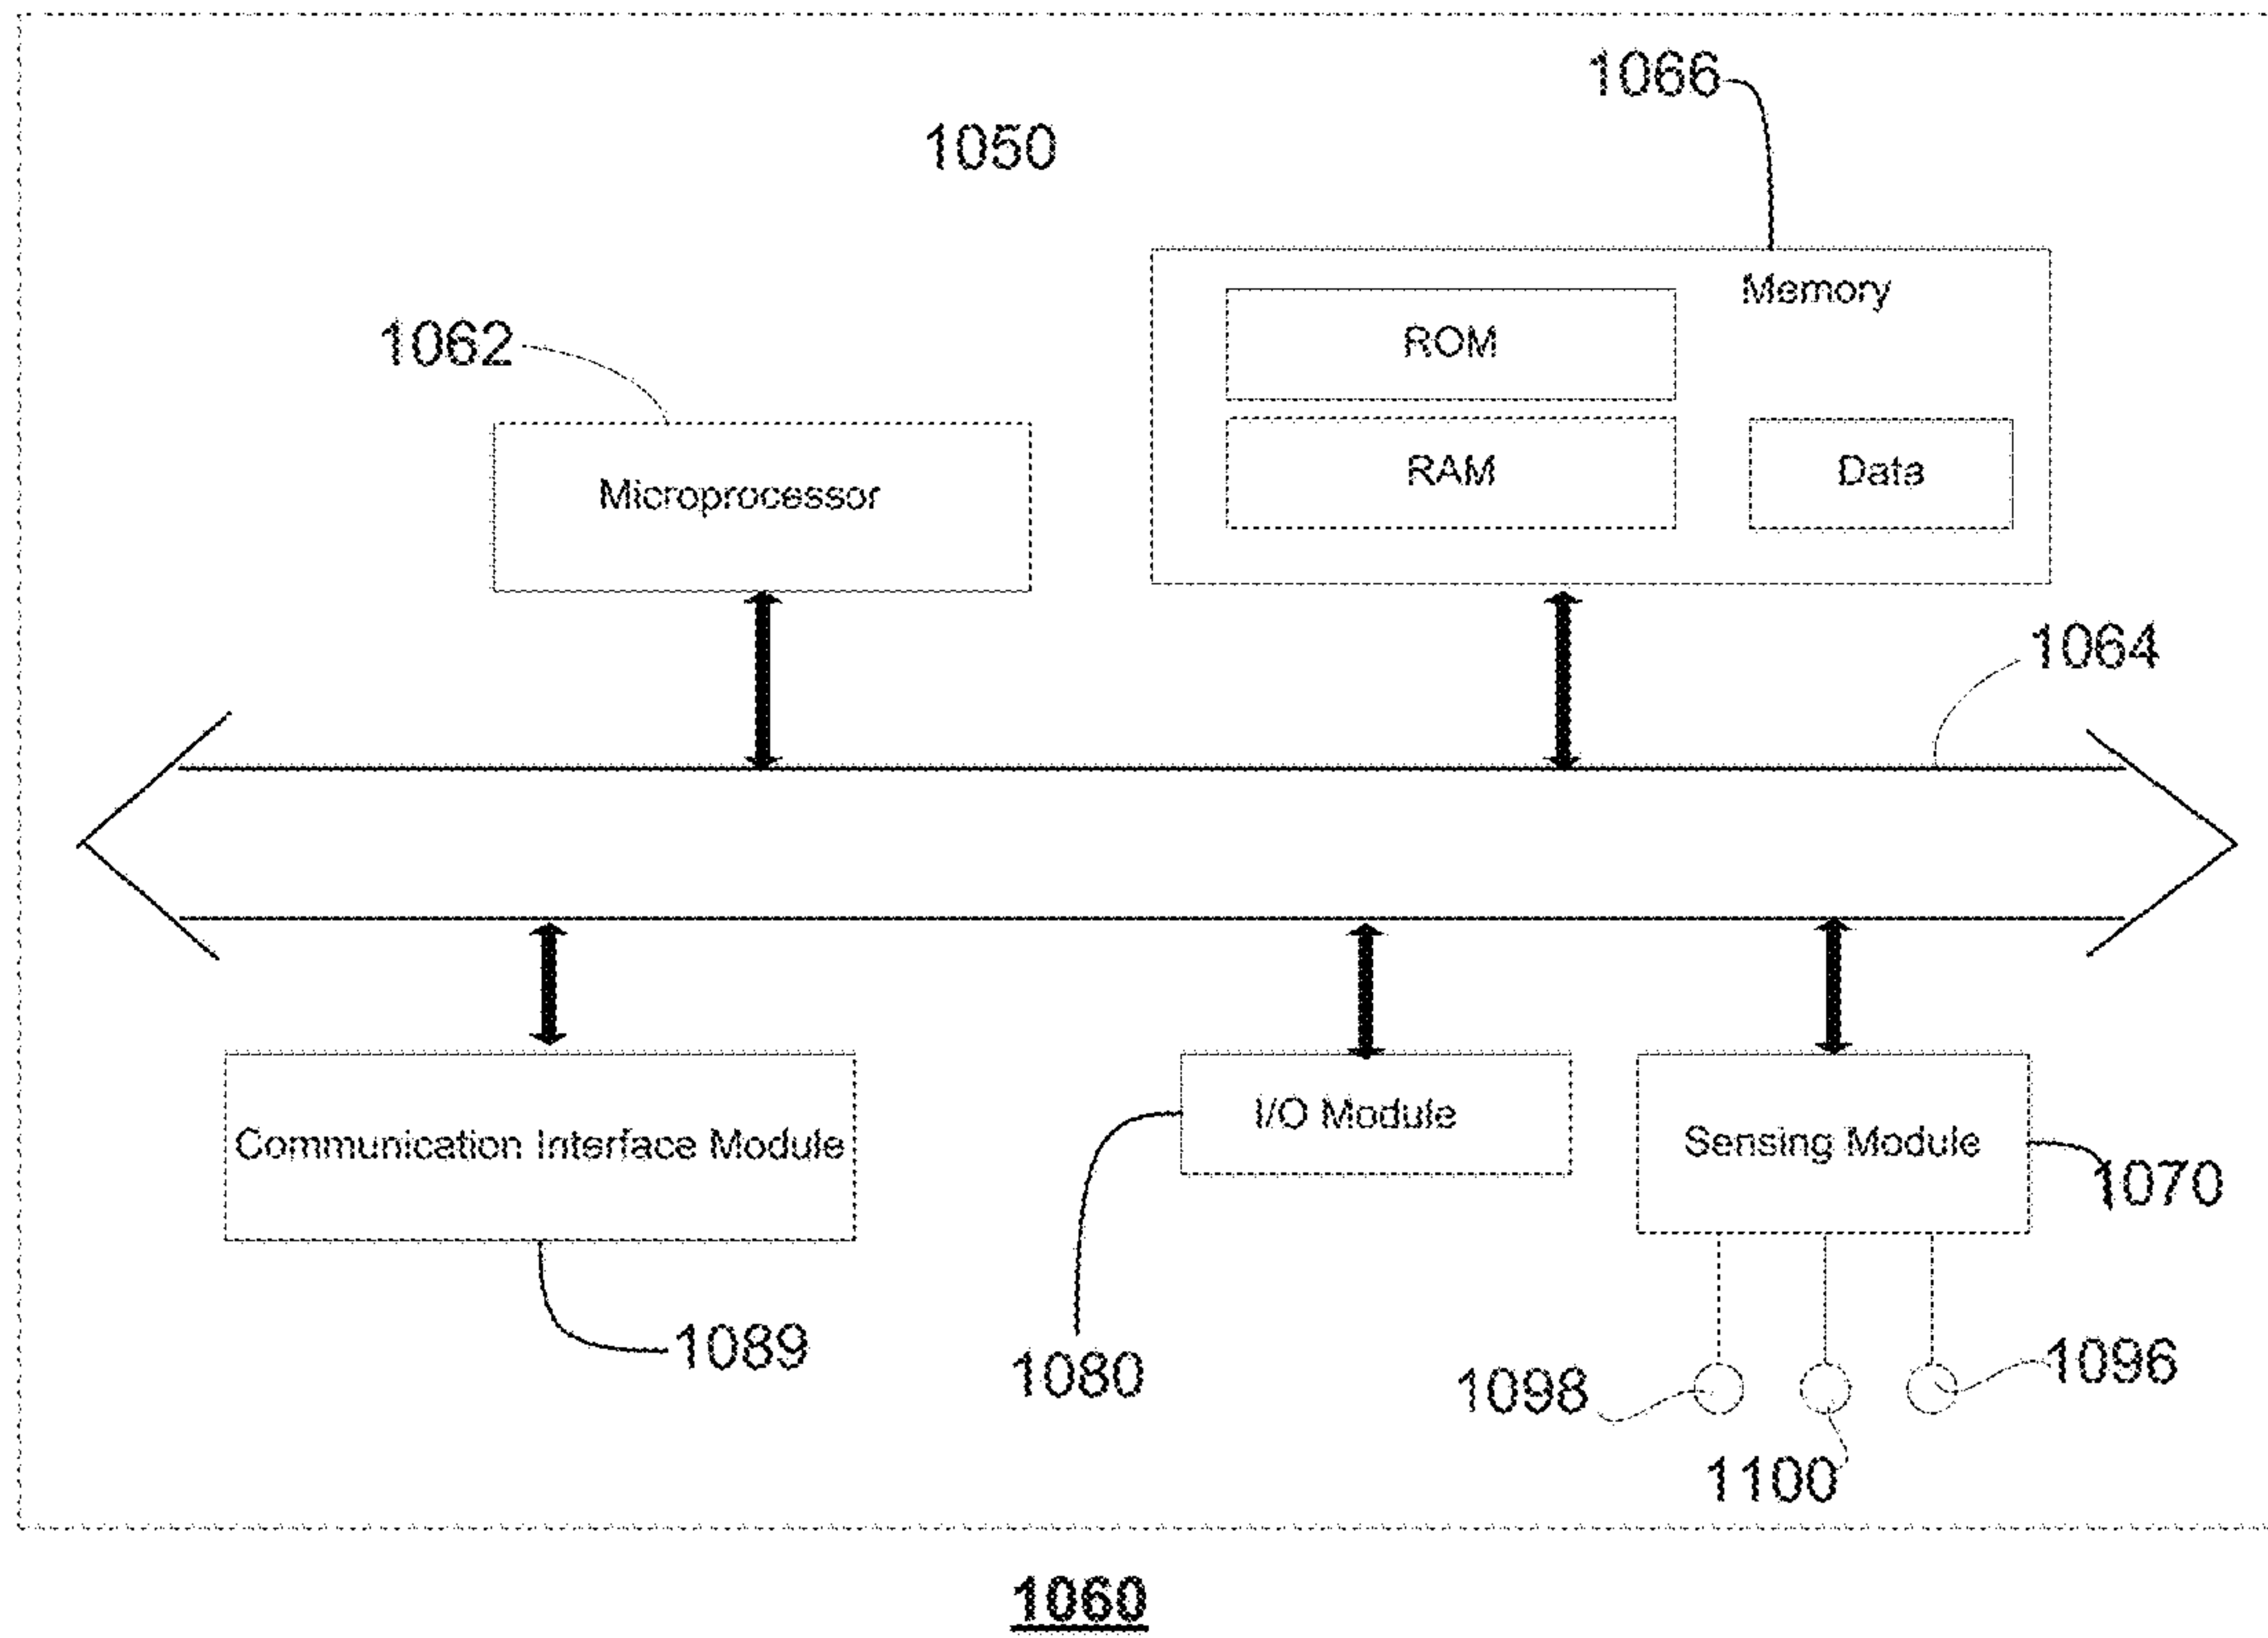 1066
1050
Memory
ROM
1062
RAM
Data
Microprocessor
1064
I/O Module
Communication Interface Module
Sensing Module
1070
1089
1080
1098
1096
1100
1060